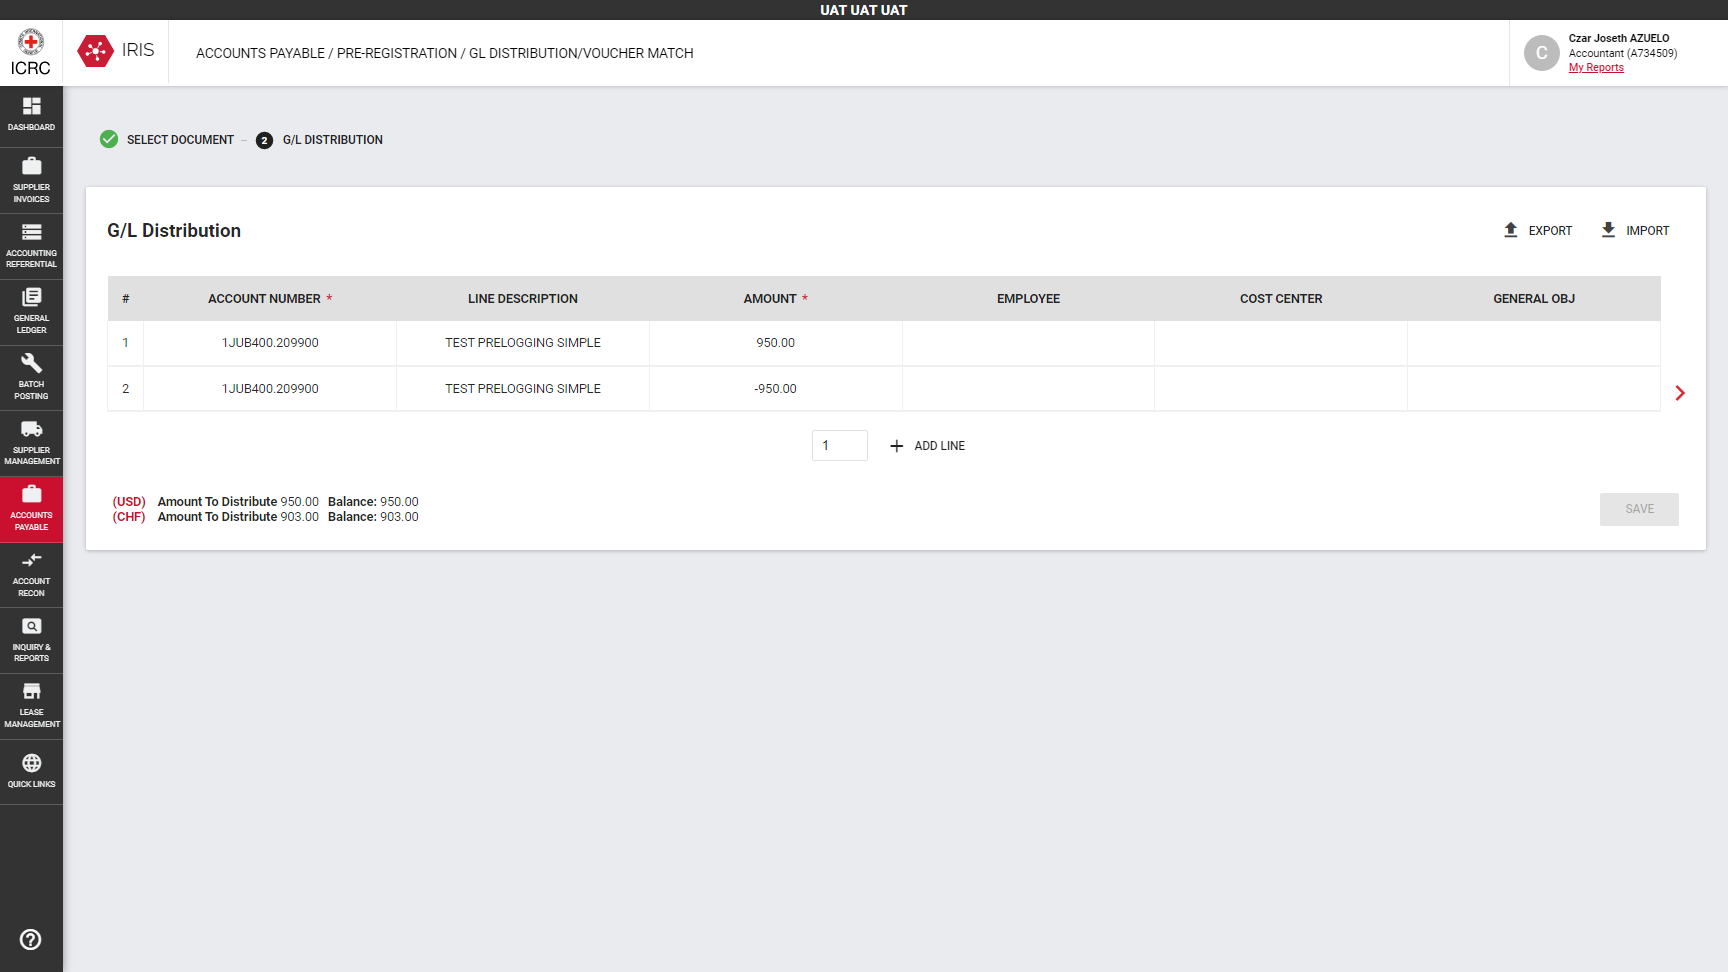 UAT UAT UAT
ICRC
IRIS
ACCOUNTS PAYABLE / PRE-REGISTRATION / GL DISTRIBUTION/VOUCHER MATCH
C
Czar Joseth AZUELO
Accountant (A734509)
My Reports
DASHBOARD
SUPPLIER
INVOICES
ACCOUNTING
REFERENTIAL
GENERAL
LEDGER
BATCH
POSTING
SUPPLIER
MANAGEMENT
ACCOUNTS
PAYABLE
ACCOUNT
RECON
INQUIRY &
REPORTS
LEASE
MANAGEMENT
QUICK LINKS
SELECT DOCUMENT
2 G/L DISTRIBUTION
G/L Distribution
EXPORT
IMPORT
# ACCOUNT NUMBER * LINE DESCRIPTION AMOUNT * EMPLOYEE COST CENTER GENERAL OBJ
1 1JUB400.209900 TEST PRELOGGING SIMPLE 950.00
2 1JUB400.209900 TEST PRELOGGING SIMPLE -950.00
1 + ADD LINE
(USD) Amount To Distribute 950.00 Balance: 950.00
(CHF) Amount To Distribute 903.00 Balance: 903.00
SAVE